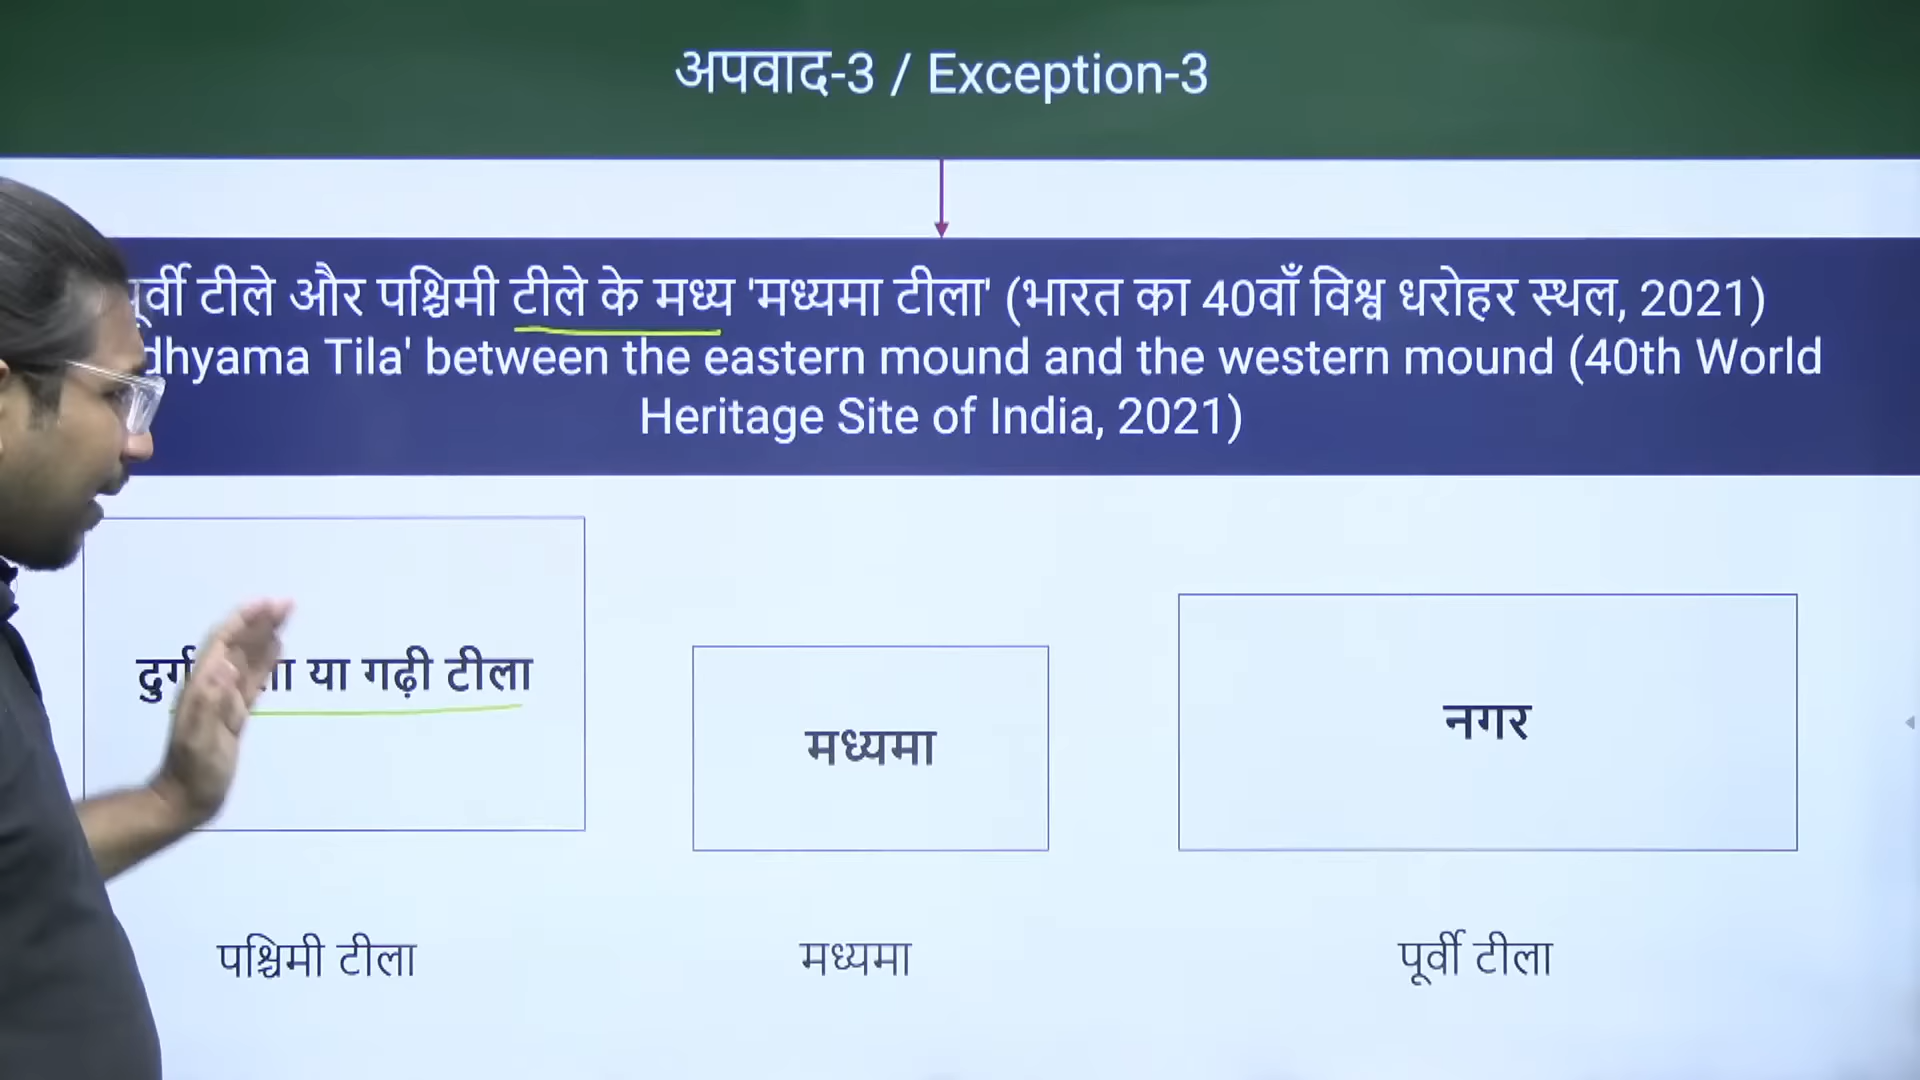 अपवाद-3 / Exception-3
टीले और पश्चिमी टीले के मध्य 'मध्यमा टीला' (भारत का 40वाँ विश्व धरोहर स्थल, 2021)
Tila' between the eastern mound and the western mound (40th World
Heritage Site of India, 2021)
या गढ़ी टीला
मध्यमा
नगर
पश्चिमी टीला
मध्यमा
पूर्वी टीला